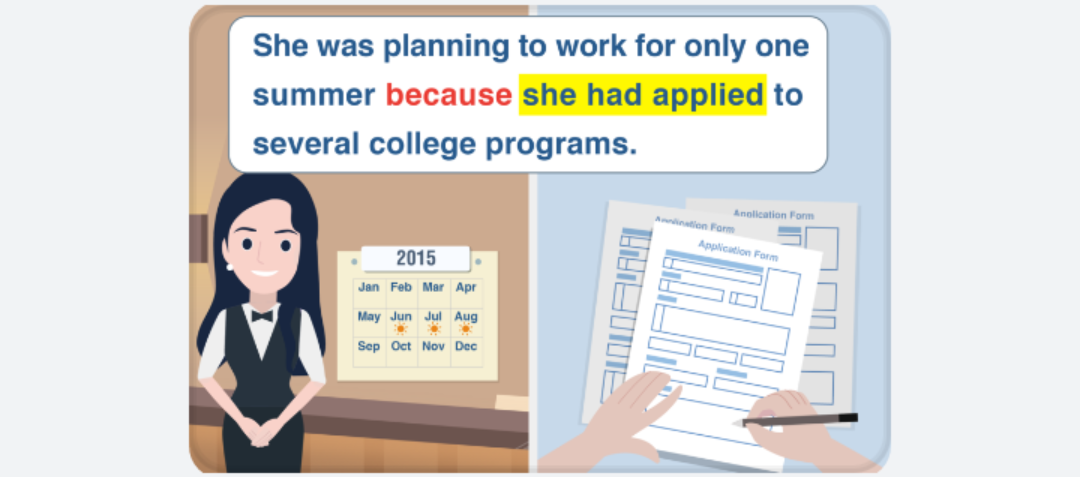 She was planning to work for only one
summer because she had applied to
several college programs.
2015
Jan Feb Mar Apr
May Jun Jul Aug
Sep Oct Nov Dec
Application Form
Application Form
Application Form